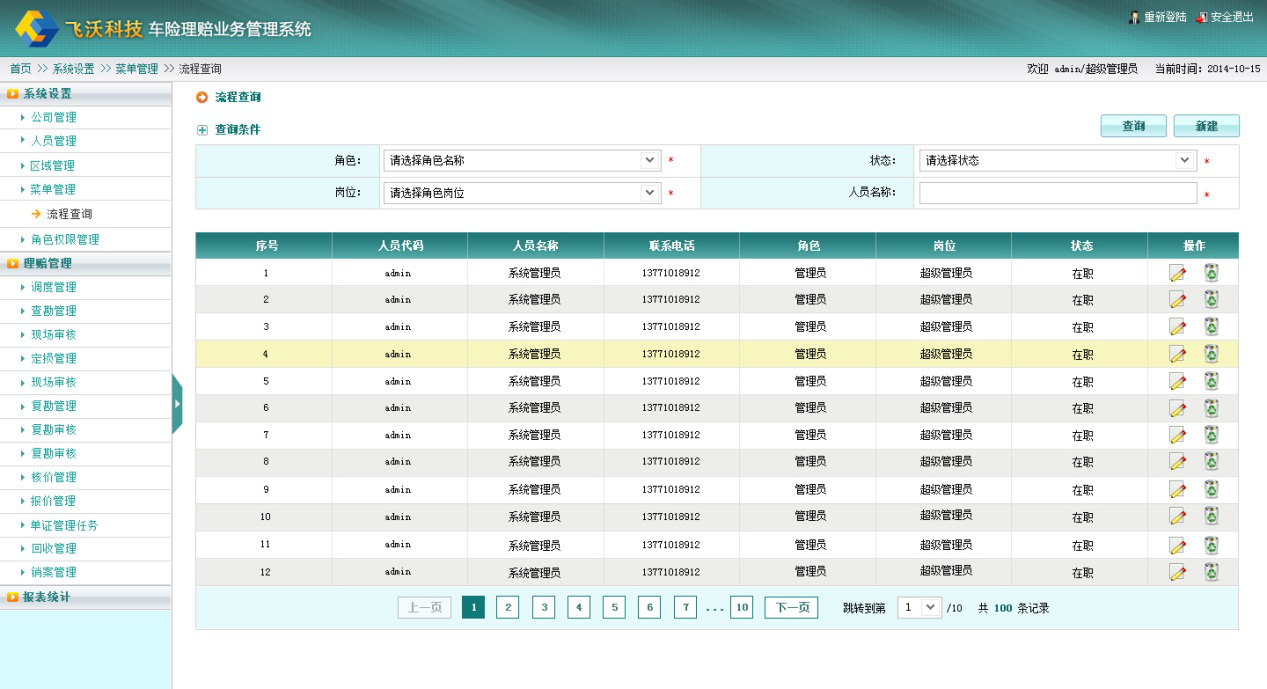 飞沃科技 车险理赔业务管理系统
重新登陆 安全退出
首页 >> 系统设置 >> 菜单管理 >> 流程查询
欢迎 admin/超级管理员 当前时间: 2014-10-15
系统设置
公司管理
人员管理
区域管理
菜单管理
流程查询
角色权限管理
理赔管理
调度管理
查勘管理
现场审核
定损管理
现场审核
复勘管理
复勘审核
复勘审核
核价管理
报价管理
单证管理任务
回收管理
销案管理
报表统计
流程查询
查询条件
查询 新建
角色: 请选择角色名称 * 状态: 请选择状态 *
岗位: 请选择角色岗位 * 人员名称: *
序号 人员代码 人员名称 联系电话 角色 岗位 状态 操作
1 admin 系统管理员 13771018912 管理员 超级管理员 在职
2 admin 系统管理员 13771018912 管理员 超级管理员 在职
3 admin 系统管理员 13771018912 管理员 超级管理员 在职
4 admin 系统管理员 13771018912 管理员 超级管理员 在职
5 admin 系统管理员 13771018912 管理员 超级管理员 在职
6 admin 系统管理员 13771018912 管理员 超级管理员 在职
7 admin 系统管理员 13771018912 管理员 超级管理员 在职
8 admin 系统管理员 13771018912 管理员 超级管理员 在职
9 admin 系统管理员 13771018912 管理员 超级管理员 在职
10 admin 系统管理员 13771018912 管理员 超级管理员 在职
11 admin 系统管理员 13771018912 管理员 超级管理员 在职
12 admin 系统管理员 13771018912 管理员 超级管理员 在职
上一页 1 2 3 4 5 6 7 ... 10 下一页 跳转到第 1 /10 共 100 条记录